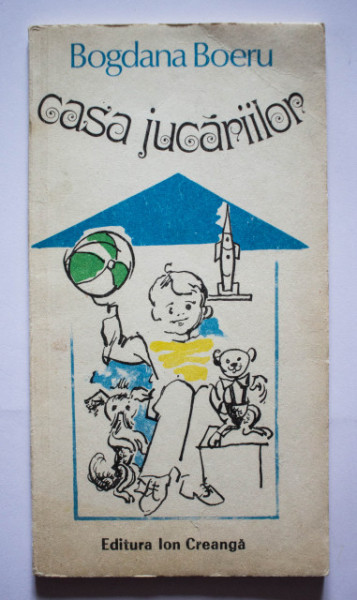 Bogdana Boeru
casa jucăriilor
Editura Ion Creangă